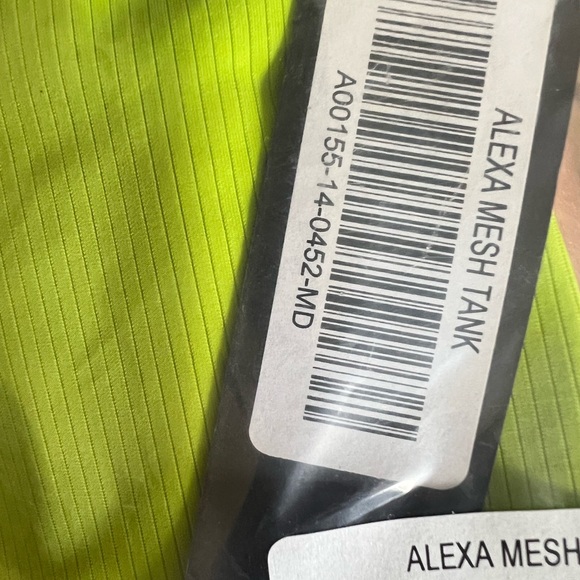 ALEXA MESH TANK
A00155-14-0452-MD
ALEXA MESH